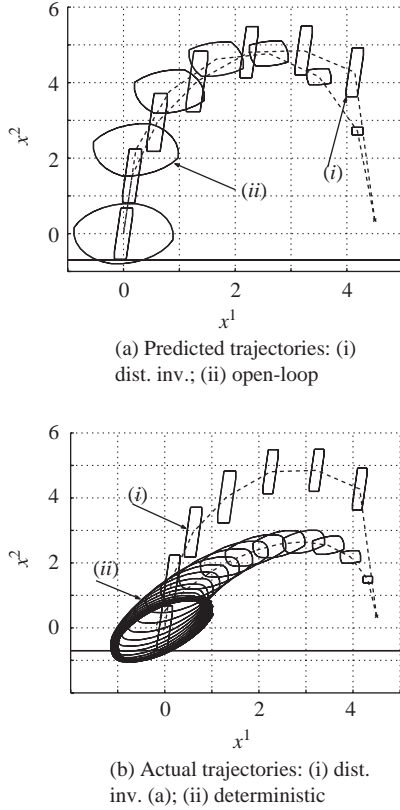 6
4
2
0
x²
(i)
(ii)
0
2
4
x¹
(a) Predicted trajectories: (i)
dist. inv.; (ii) open-loop
6
4
2
0
x²
(i)
(ii)
−1
0
2
4
x¹
(b) Actual trajectories: (i) dist.
inv. (a); (ii) deterministic